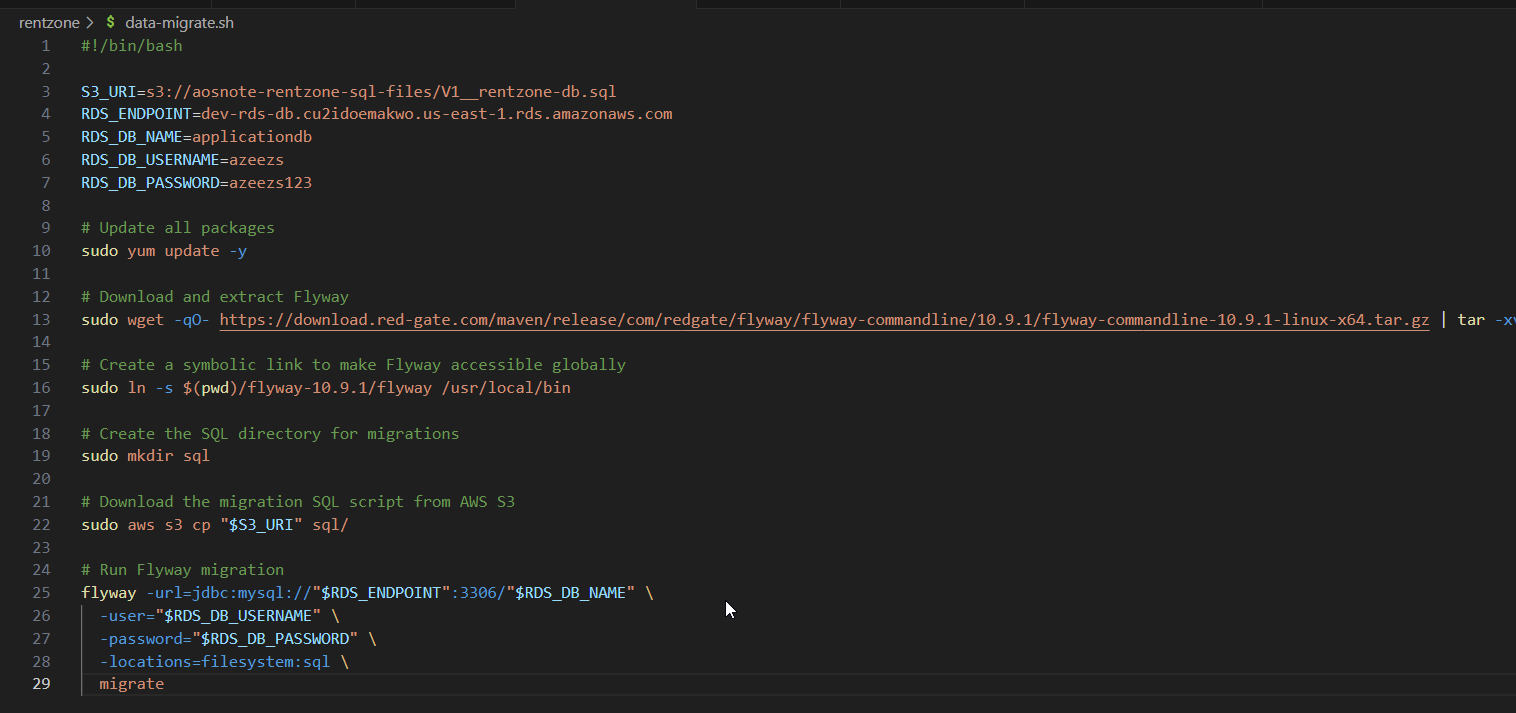 rentzone > $ data-migrate.sh
1 #!/bin/bash
2
3 S3_URI=s3://aosnote-rentzone-sql-files/V1__rentzone-db.sql
4 RDS_ENDPOINT=dev-rds-db.cu2idoemakwo.us-east-1.rds.amazonaws.com
5 RDS_DB_NAME=applicationdb
6 RDS_DB_USERNAME=azeezs
7 RDS_DB_PASSWORD=azeezs123
8
9 # Update all packages
10 sudo yum update -y
11
12 # Download and extract Flyway
13 sudo wget -qO- https://download.red-gate.com/maven/release/com/redgate/flyway/flyway-commandline/10.9.1/flyway-commandline-10.9.1-linux-x64.tar.gz | tar -xv
14
15 # Create a symbolic link to make Flyway accessible globally
16 sudo ln -s $(pwd)/flyway-10.9.1/flyway /usr/local/bin
17
18 # Create the SQL directory for migrations
19 sudo mkdir sql
20
21 # Download the migration SQL script from AWS S3
22 sudo aws s3 cp "$S3_URI" sql/
23
24 # Run Flyway migration
25 flyway -url=jdbc:mysql://"$RDS_ENDPOINT":3306/"$RDS_DB_NAME" \
26 -user="$RDS_DB_USERNAME" \
27 -password="$RDS_DB_PASSWORD" \
28 -locations=filesystem:sql \
29 migrate